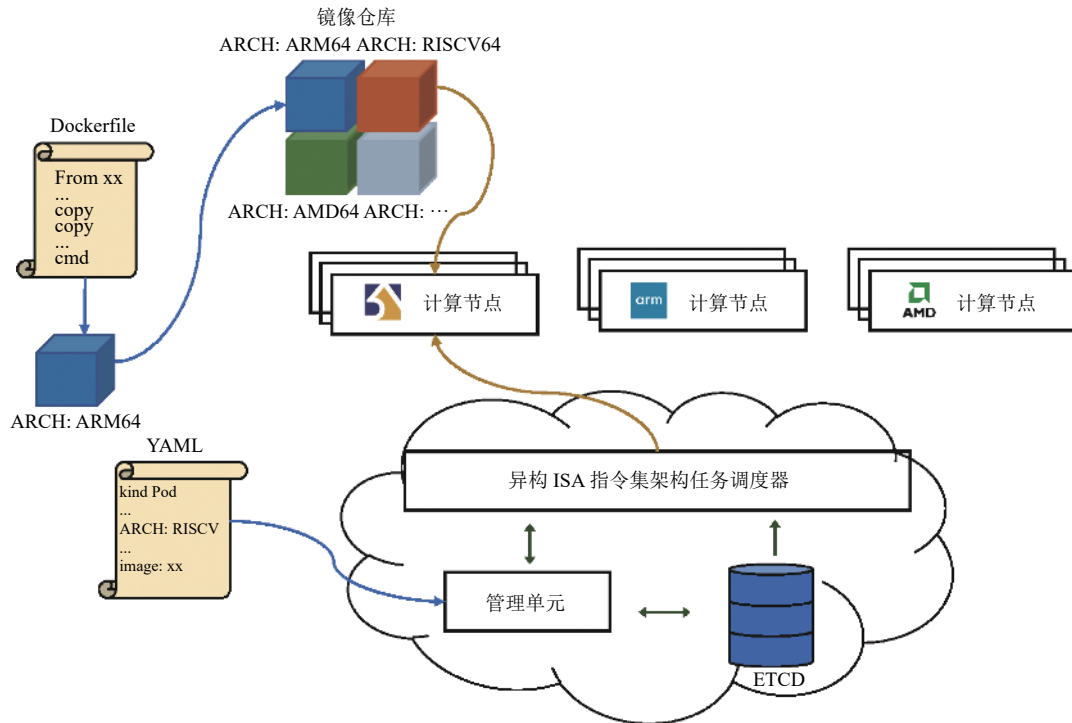 镜像仓库
ARCH: ARM64 ARCH: RISCV64
ARCH: AMD64 ARCH: …
Dockerfile
From xx
...
copy
copy
...
cmd
ARCH: ARM64
计算节点
arm 计算节点
AMD 计算节点
YAML
kind Pod
...
ARCH: RISCV
...
image: xx
异构 ISA 指令集架构任务调度器
管理单元
ETCD